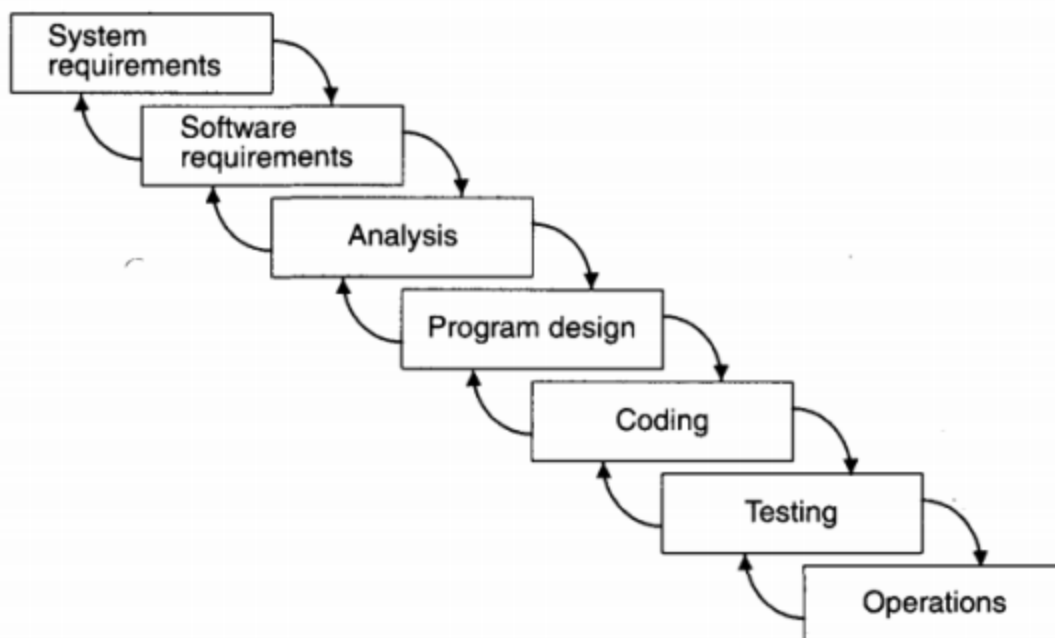 System
requirements
Software
requirements
Analysis
Program design
Coding
Testing
Operations